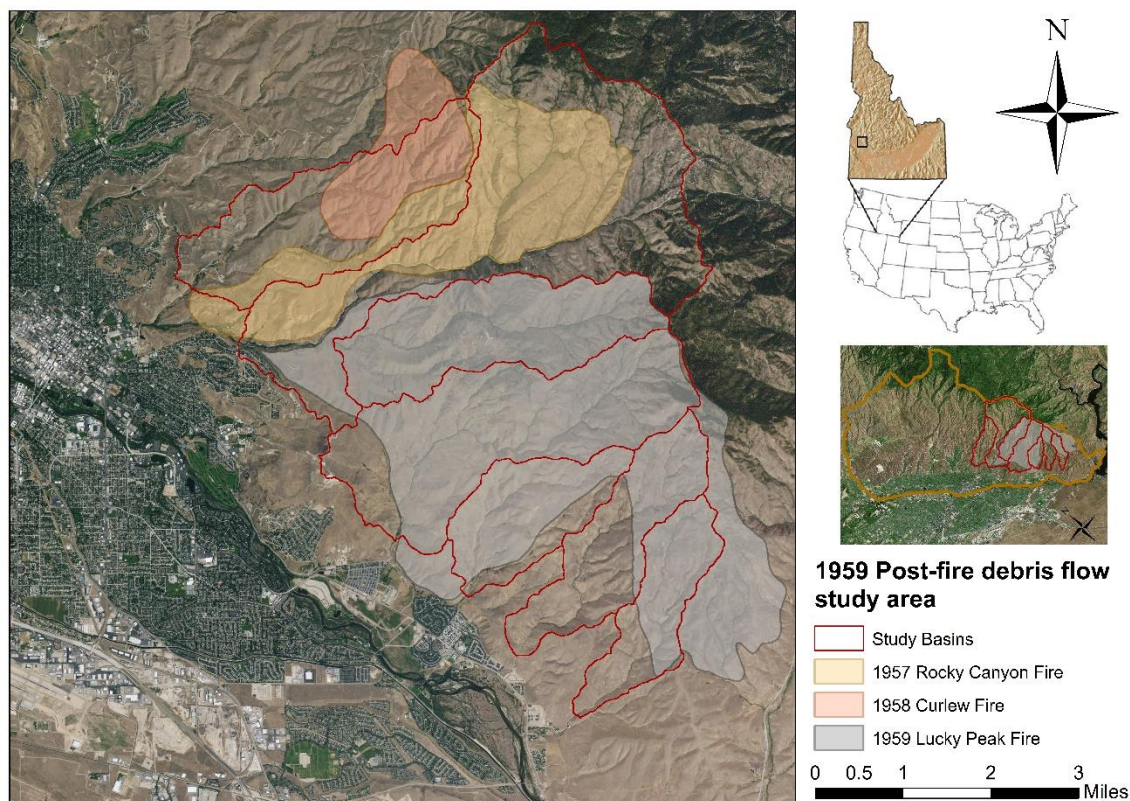 N
1959 Post-fire debris flow
study area
Study Basins
1957 Rocky Canyon Fire
1958 Curlew Fire
1959 Lucky Peak Fire
0 0.5 1 2 3
Miles